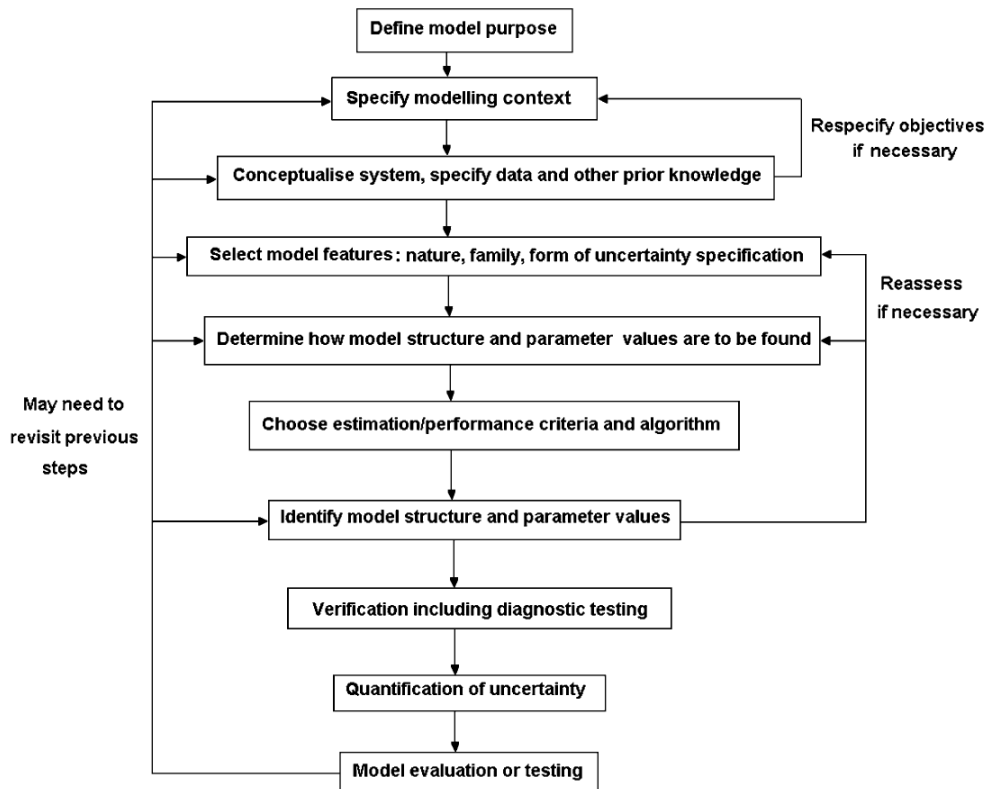 Define model purpose
Specify modelling context
Respecify objectives
if necessary
Conceptualise system, specify data and other prior knowledge
Select model features: nature, family, form of uncertainty specification
Reassess
if necessary
Determine how model structure and parameter values are to be found
May need to
revisit previous
steps
Choose estimation/performance criteria and algorithm
Identify model structure and parameter values
Verification including diagnostic testing
Quantification of uncertainty
Model evaluation or testing